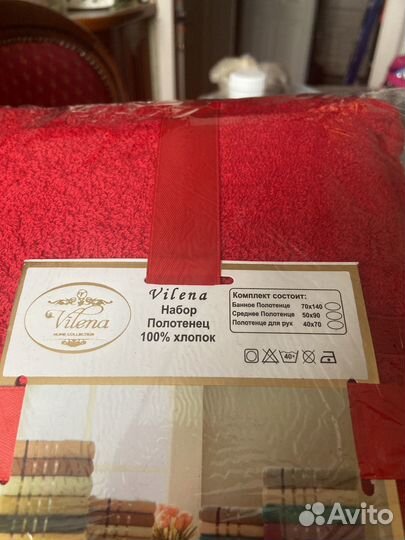 Vilena
HOME COLLECTION
Vilena
Набор
Полотенец
100% хлопок
Комплект состоит:
Банное Полотенце 70x140
Среднее Полотенце 50x90
Полотенце для рук 40x70
40°
Avito